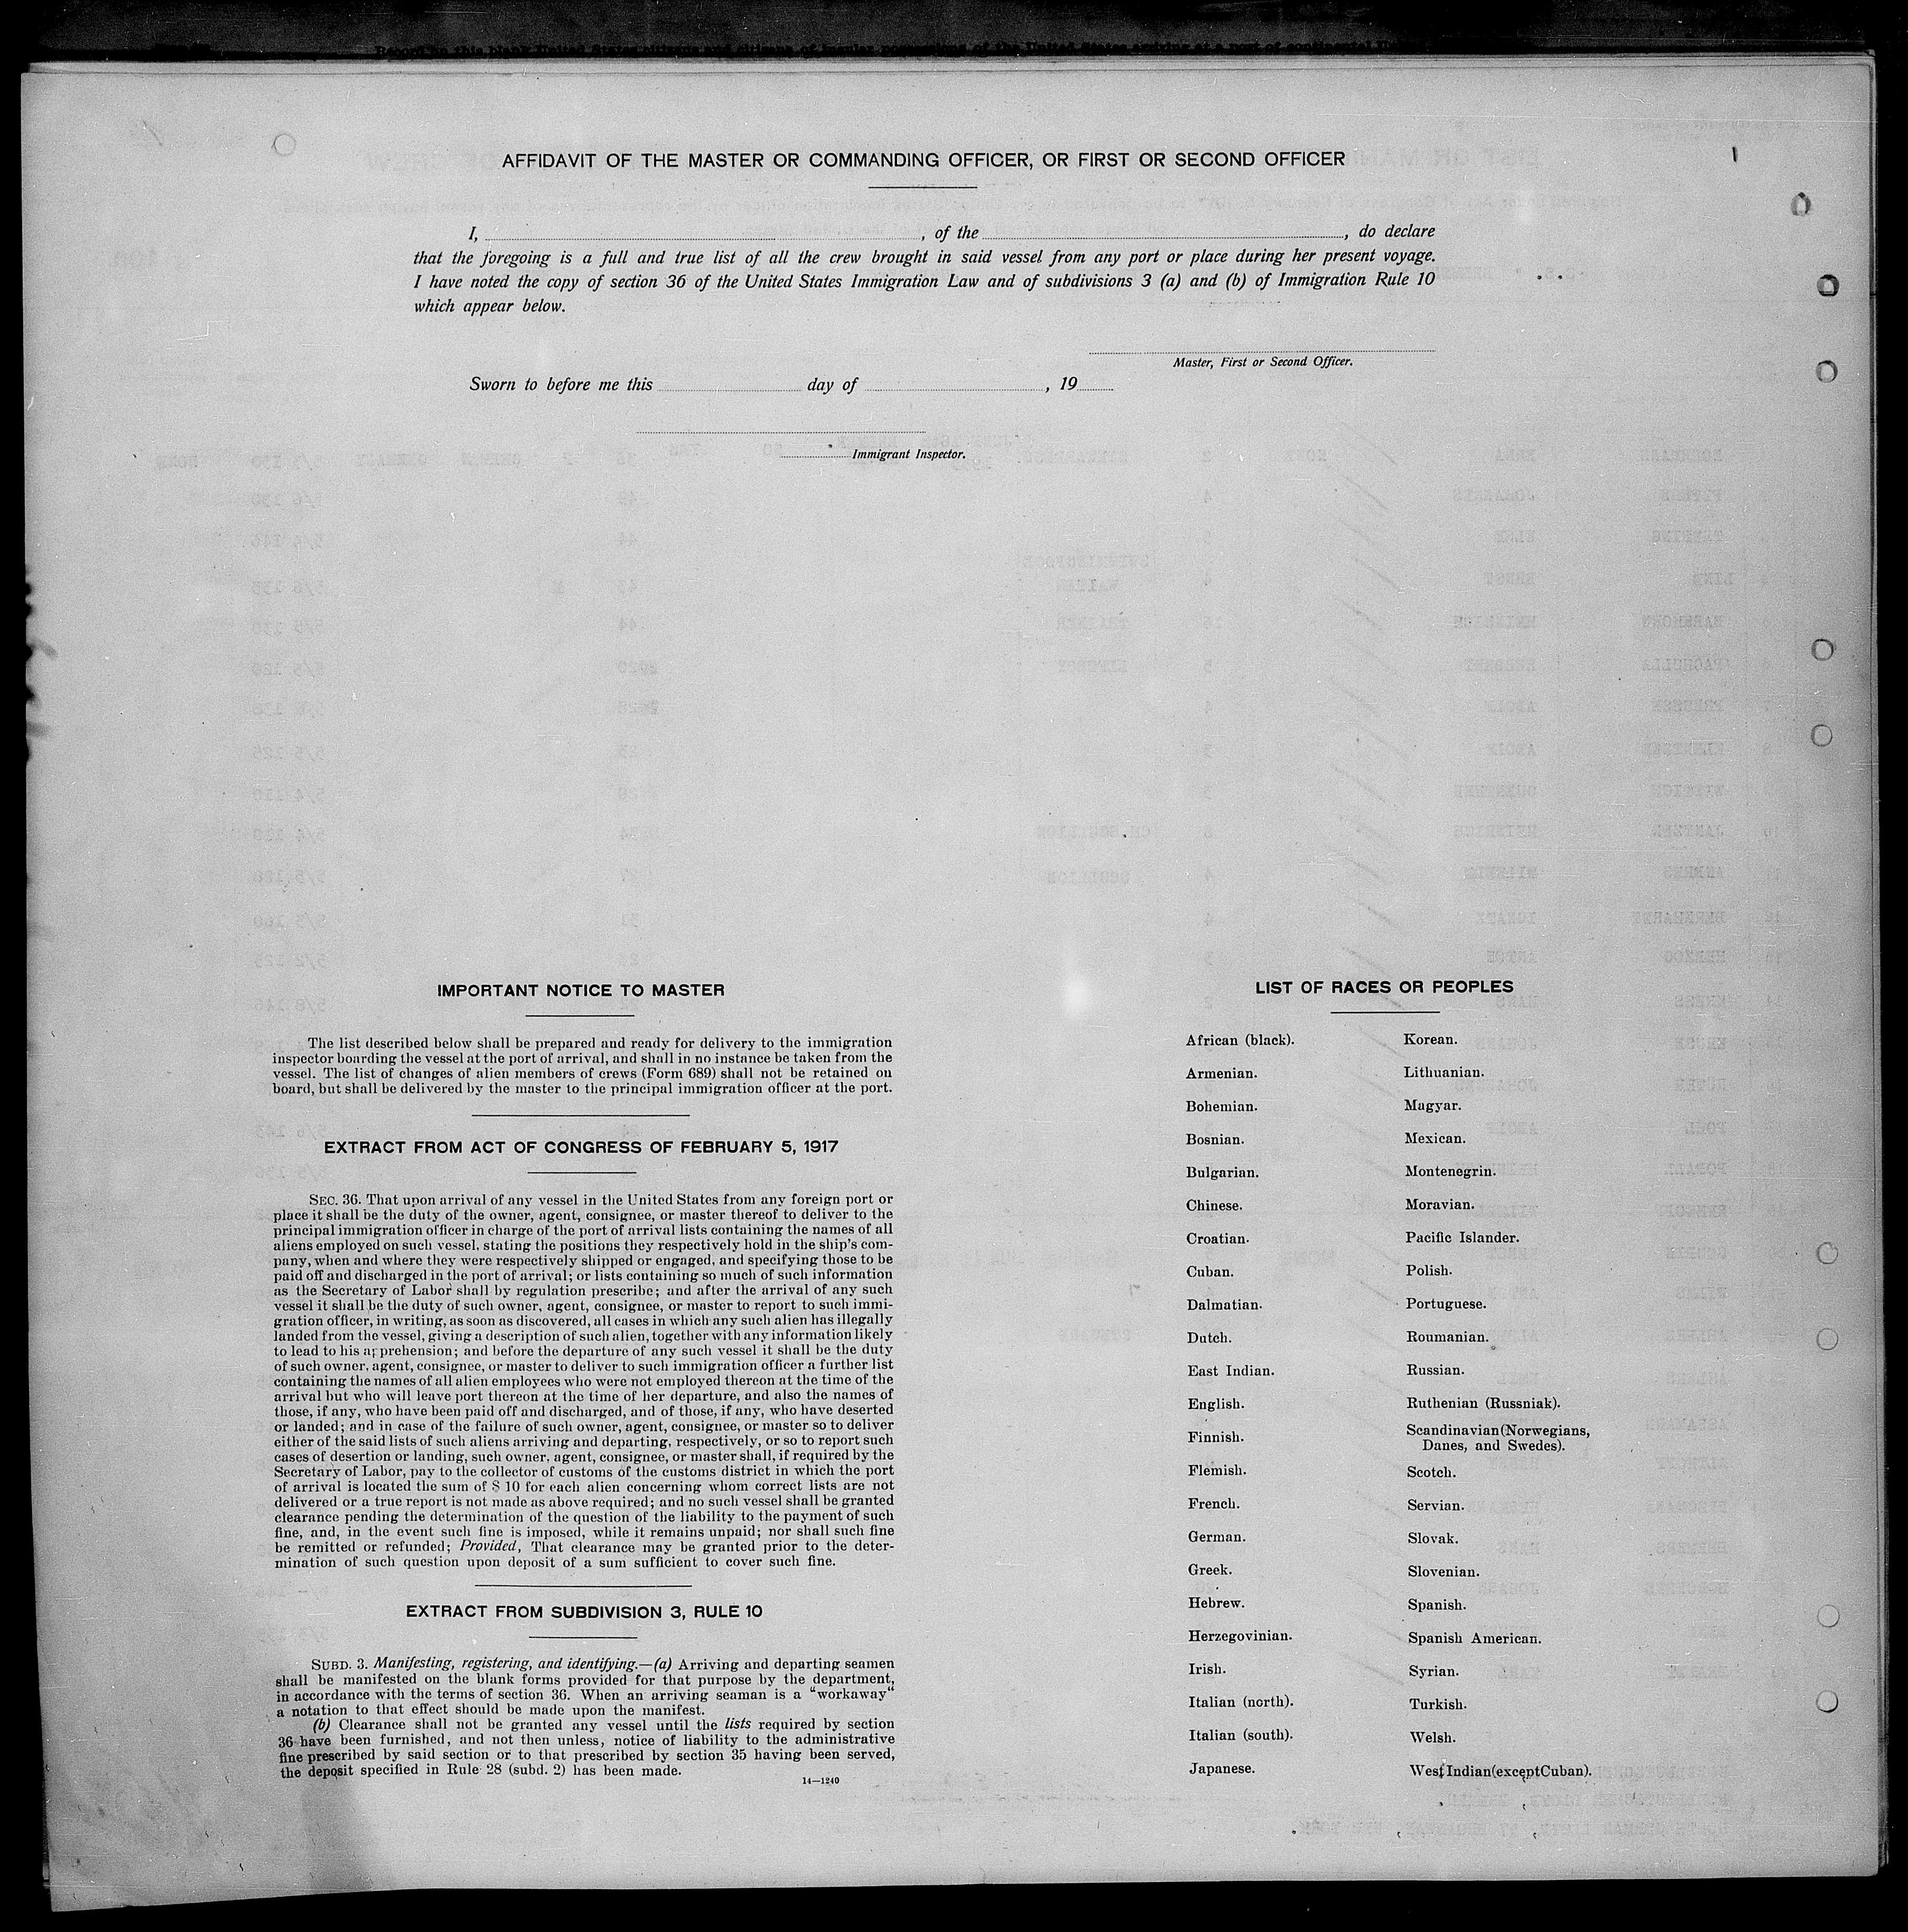 Record on this blank United States citizens and citizens of insular possessions of the United States arriving at a port of continental
AFFIDAVIT OF THE MASTER OR COMMANDING OFFICER, OR FIRST OR SECOND OFFICER
I, , of the , do declare
that the foregoing is a full and true list of all the crew brought in said vessel from any port or place during her present voyage.
I have noted the copy of section 36 of the United States Immigration Law and of subdivisions 3 (a) and (b) of Immigration Rule 10
which appear below.
Master, First or Second Officer.
Sworn to before me this day of , 19
Immigrant Inspector.
IMPORTANT NOTICE TO MASTER
The list described below shall be prepared and ready for delivery to the immigration
inspector boarding the vessel at the port of arrival, and shall in no instance be taken from the
vessel. The list of changes of alien members of crews (Form 689) shall not be retained on
board, but shall be delivered by the master to the principal immigration officer at the port.
EXTRACT FROM ACT OF CONGRESS OF FEBRUARY 5, 1917
SEC. 36. That upon arrival of any vessel in the United States from any foreign port or
place it shall be the duty of the owner, agent, consignee, or master thereof to deliver to the
principal immigration officer in charge of the port of arrival lists containing the names of all
aliens employed on such vessel, stating the positions they respectively hold in the ship's com-
pany, when and where they were respectively shipped or engaged, and specifying those to be
paid off and discharged in the port of arrival; or lists containing so much of such information
as the Secretary of Labor shall by regulation prescribe; and after the arrival of any such
vessel it shall be the duty of such owner, agent, consignee, or master to report to such immi-
gration officer, in writing, as soon as discovered, all cases in which any such alien has illegally
landed from the vessel, giving a description of such alien, together with any information likely
to lead to his apprehension; and before the departure of any such vessel it shall be the duty
of such owner, agent, consignee, or master to deliver to such immigration officer a further list
containing the names of all alien employees who were not employed thereon at the time of the
arrival but who will leave port thereon at the time of her departure, and also the names of
those, if any, who have been paid off and discharged, and of those, if any, who have deserted
or landed; and in case of the failure of such owner, agent, consignee, or master so to deliver
either of the said lists of such aliens arriving and departing, respectively, or so to report such
cases of desertion or landing, such owner, agent, consignee, or master shall, if required by the
Secretary of Labor, pay to the collector of customs of the customs district in which the port
of arrival is located the sum of $ 10 for each alien concerning whom correct lists are not
delivered or a true report is not made as above required; and no such vessel shall be granted
clearance pending the determination of the question of the liability to the payment of such
fine, and, in the event such fine is imposed, while it remains unpaid; nor shall such fine
be remitted or refunded; Provided, That clearance may be granted prior to the deter-
mination of such question upon deposit of a sum sufficient to cover such fine.
EXTRACT FROM SUBDIVISION 3, RULE 10
SUBD. 3. Manifesting, registering, and identifying.—(a) Arriving and departing seamen
shall be manifested on the blank forms provided for that purpose by the department,
in accordance with the terms of section 36. When an arriving seaman is a "workaway"
a notation to that effect should be made upon the manifest.
(b) Clearance shall not be granted any vessel until the lists required by section
36 have been furnished, and not then unless, notice of liability to the administrative
fine prescribed by said section or to that prescribed by section 35 having been served,
the deposit specified in Rule 28 (subd. 2) has been made.
14—1240
LIST OF RACES OR PEOPLES
African (black).
Armenian.
Bohemian.
Bosnian.
Bulgarian.
Chinese.
Croatian.
Cuban.
Dalmatian.
Dutch.
East Indian.
English.
Finnish.
Flemish.
French.
German.
Greek.
Hebrew.
Herzegovinian.
Irish.
Italian (north).
Italian (south).
Japanese.
Korean.
Lithuanian.
Magyar.
Mexican.
Montenegrin.
Moravian.
Pacific Islander.
Polish.
Portuguese.
Roumanian.
Russian.
Ruthenian (Russniak).
Scandinavian(Norwegians,
Danes, and Swedes).
Scotch.
Servian.
Slovak.
Slovenian.
Spanish.
Spanish American.
Syrian.
Turkish.
Welsh.
West Indian(exceptCuban).